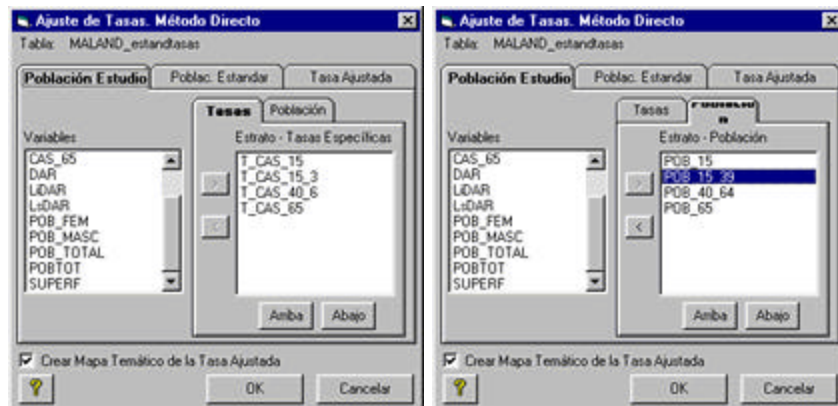 Ajuste de Tasas. Método Directo
Tabla: MALAND_estandtasas
Población Estudio
Poblac. Estandar
Tasa Ajustada
Tasas
Población
Variables
Estrato - Tasas Específicas
CAS_65
DAR
LiDAR
LsDAR
POB_FEM
POB_MASC
POB_TOTAL
POBTOT
SUPERF
T_CAS_15
T_CAS_15_3
T_CAS_40_6
T_CAS_65
>
<
Arriba
Abajo
Crear Mapa Temático de la Tasa Ajustada
?
OK
Cancelar
Ajuste de Tasas. Método Directo
Tabla: MALAND_estandtasas
Población Estudio
Poblac. Estandar
Tasa Ajustada
Tasas
Població
n
Variables
Estrato - Población
CAS_65
DAR
LiDAR
LsDAR
POB_FEM
POB_MASC
POB_TOTAL
POBTOT
SUPERF
POB_15
POB_15_39
POB_40_64
POB_65
>
<
Arriba
Abajo
Crear Mapa Temático de la Tasa Ajustada
?
OK
Cancelar